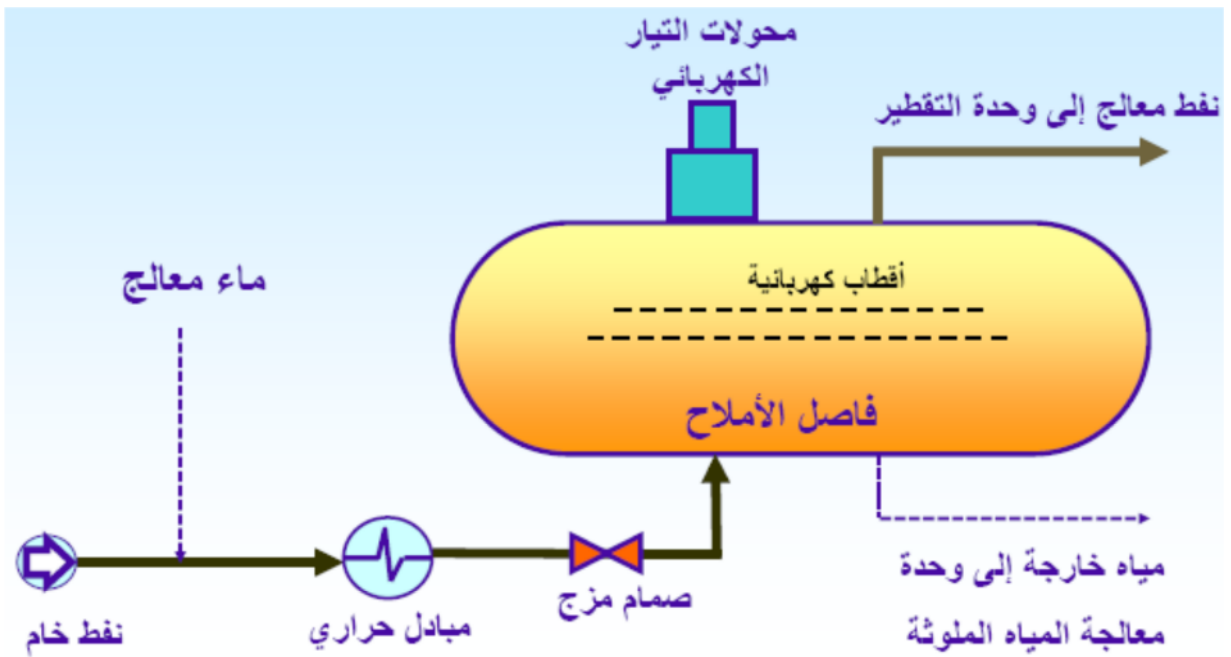 محولات التيار
الكهربائي
نفط معالج إلى وحدة التقطير
ماء معالج
أقطاب كهربائية
فاصل الأملاح
صمام مزج
مبادل حراري
نفط خام
مياه خارجة إلى وحدة
معالجة المياه الملوثة